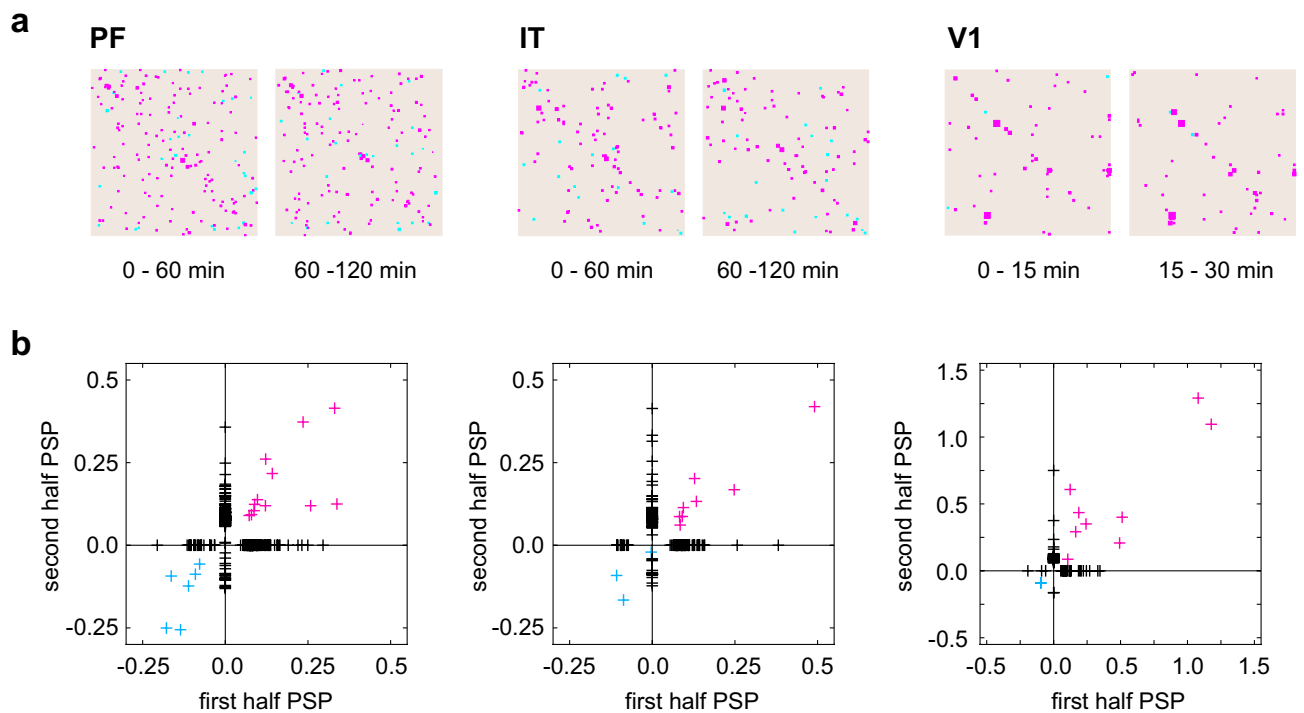 a
PF
IT
V1
0 - 60 min
60 -120 min
0 - 60 min
60 -120 min
0 - 15 min
15 - 30 min
b
second half PSP
0.5
0.25
0.0
-0.25
-0.25
0.0
0.25
0.5
first half PSP
second half PSP
0.5
0.25
0.0
-0.25
-0.25
0.0
0.25
0.5
first half PSP
second half PSP
1.5
1.0
0.5
0.0
-0.5
-0.5
0.0
0.5
1.0
1.5
first half PSP